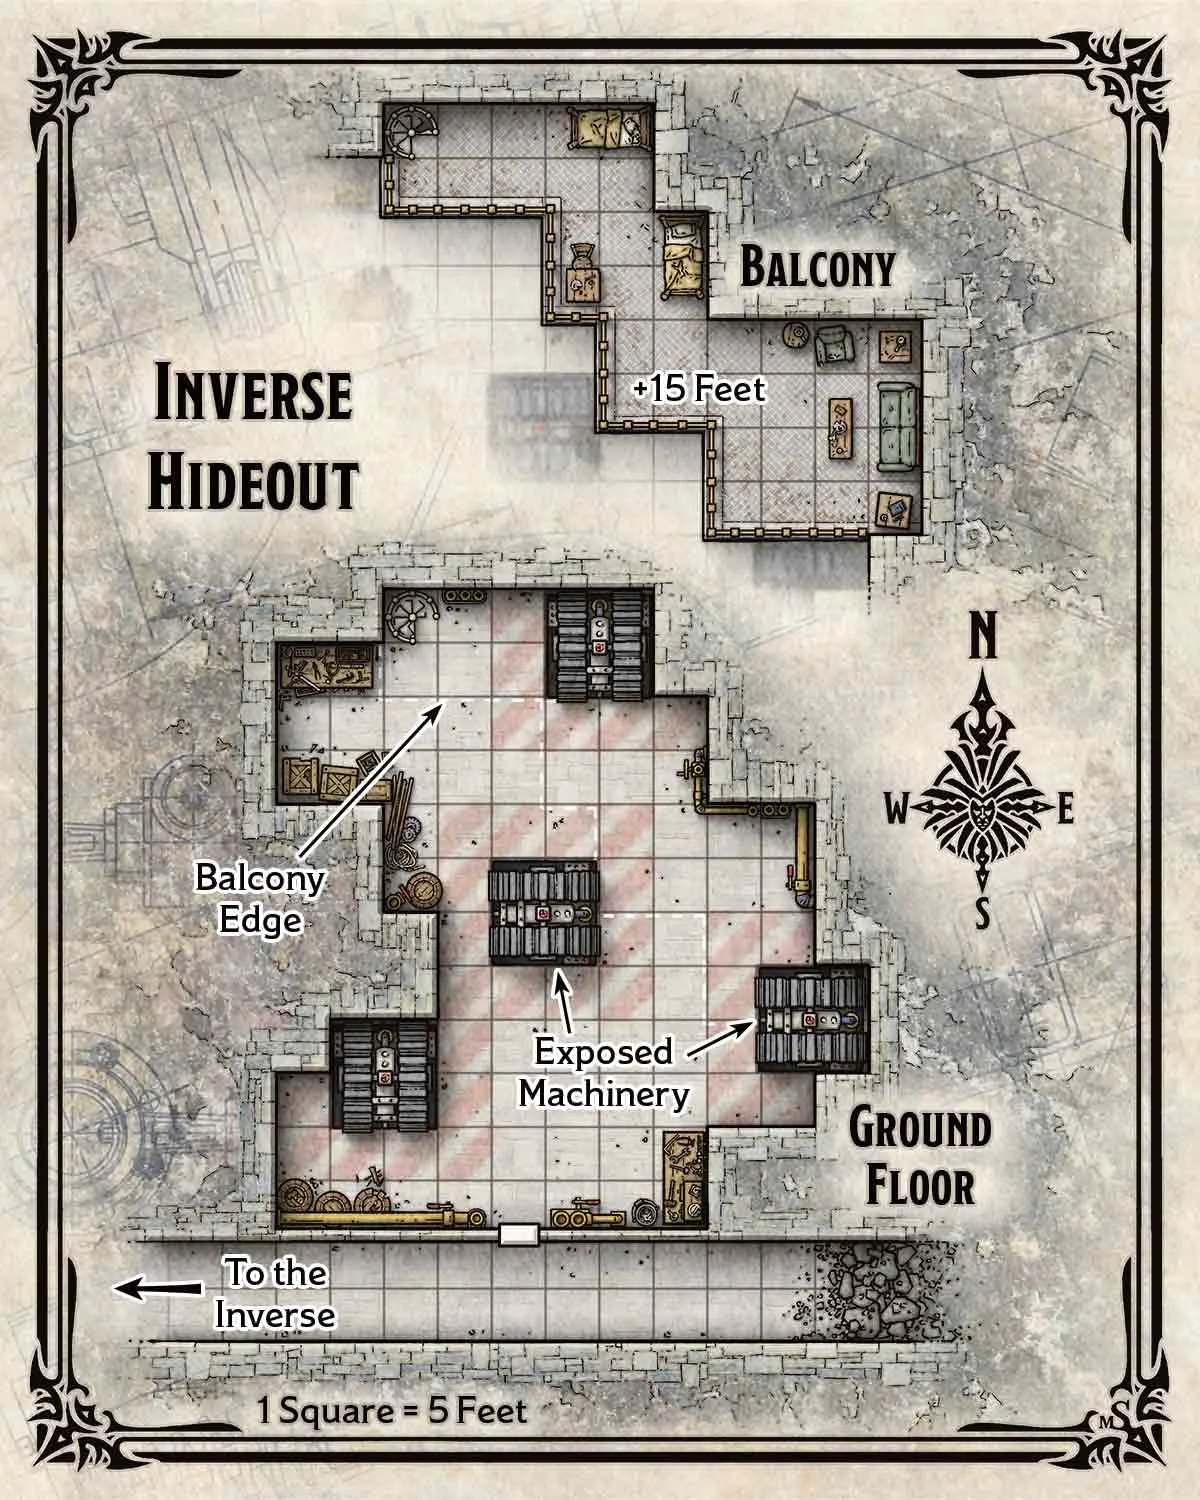 Balcony
Inverse
Hideout
+15 Feet
N
W
E
S
Balcony
Edge
Exposed
Machinery
Ground
Floor
To the
Inverse
1 Square = 5 Feet
MS